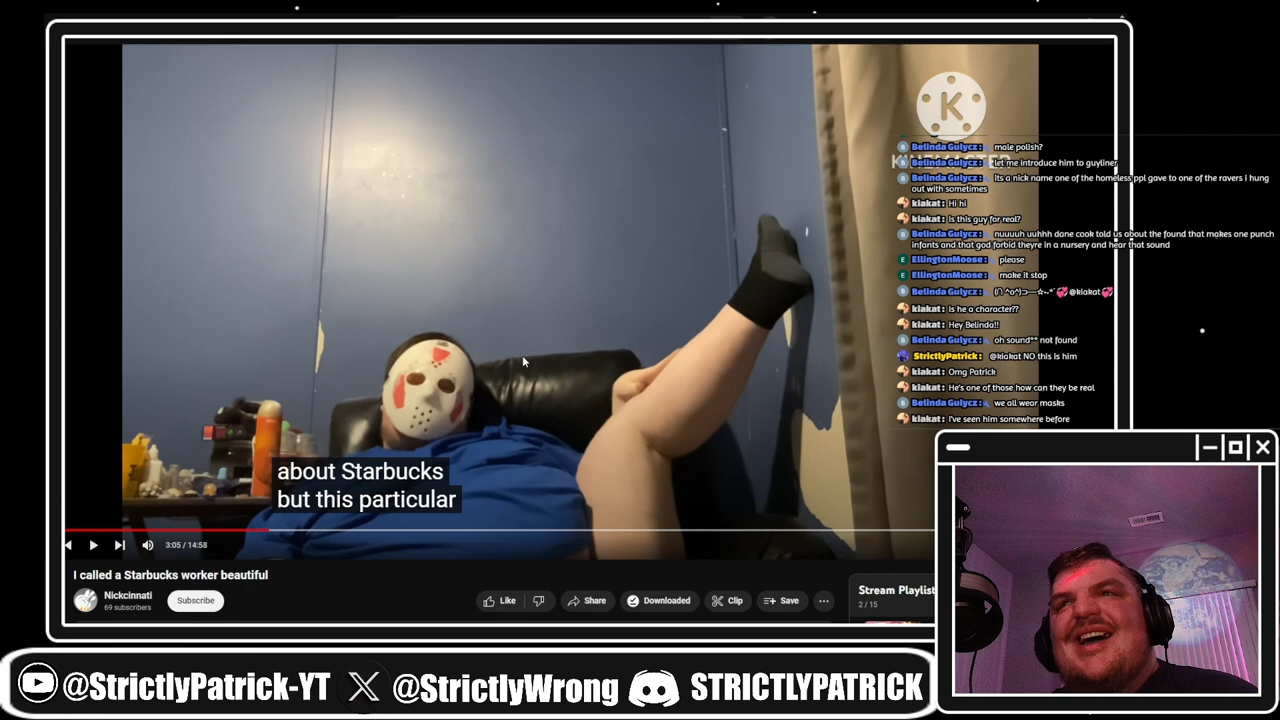 K
KINEMASTER
Belinda Gulycz: male polish?
Belinda Gulycz: let me introduce him to guyliner
Belinda Gulycz: its a nick name one of the homeless ppl gave to one of the ravers i hung
out with sometimes
kiakat: Hi hi
kiakat: Is this guy for real?
Belinda Gulycz: nuuuuh uuhhh dane cook told us about the found that makes one punch
infants and that god forbid theyre in a nursery and hear that sound
E EllingtonMoose: please
E EllingtonMoose: make it stop
Belinda Gulycz: (∩ ^o^)⊃━☆ﾟ.*･｡ﾟ 💞@kiakat💞
kiakat: Is he a character??
kiakat: Hey Belinda!!
Belinda Gulycz: oh sound** not found
StrictlyPatrick: @kiakat NO this is him
kiakat: Omg Patrick
kiakat: He's one of those how can they be real
Belinda Gulycz: we all wear masks
kiakat: I've seen him somewhere before
about Starbucks
but this particular
3:05 / 14:58
I called a Starbucks worker beautiful
Nickcinnati
69 subscribers
Subscribe
Like
Share
Downloaded
Clip
Save
Stream Playlist
2 / 15
@StrictlyPatrick-YT @StrictlyWrong STRICTLYPATRICK